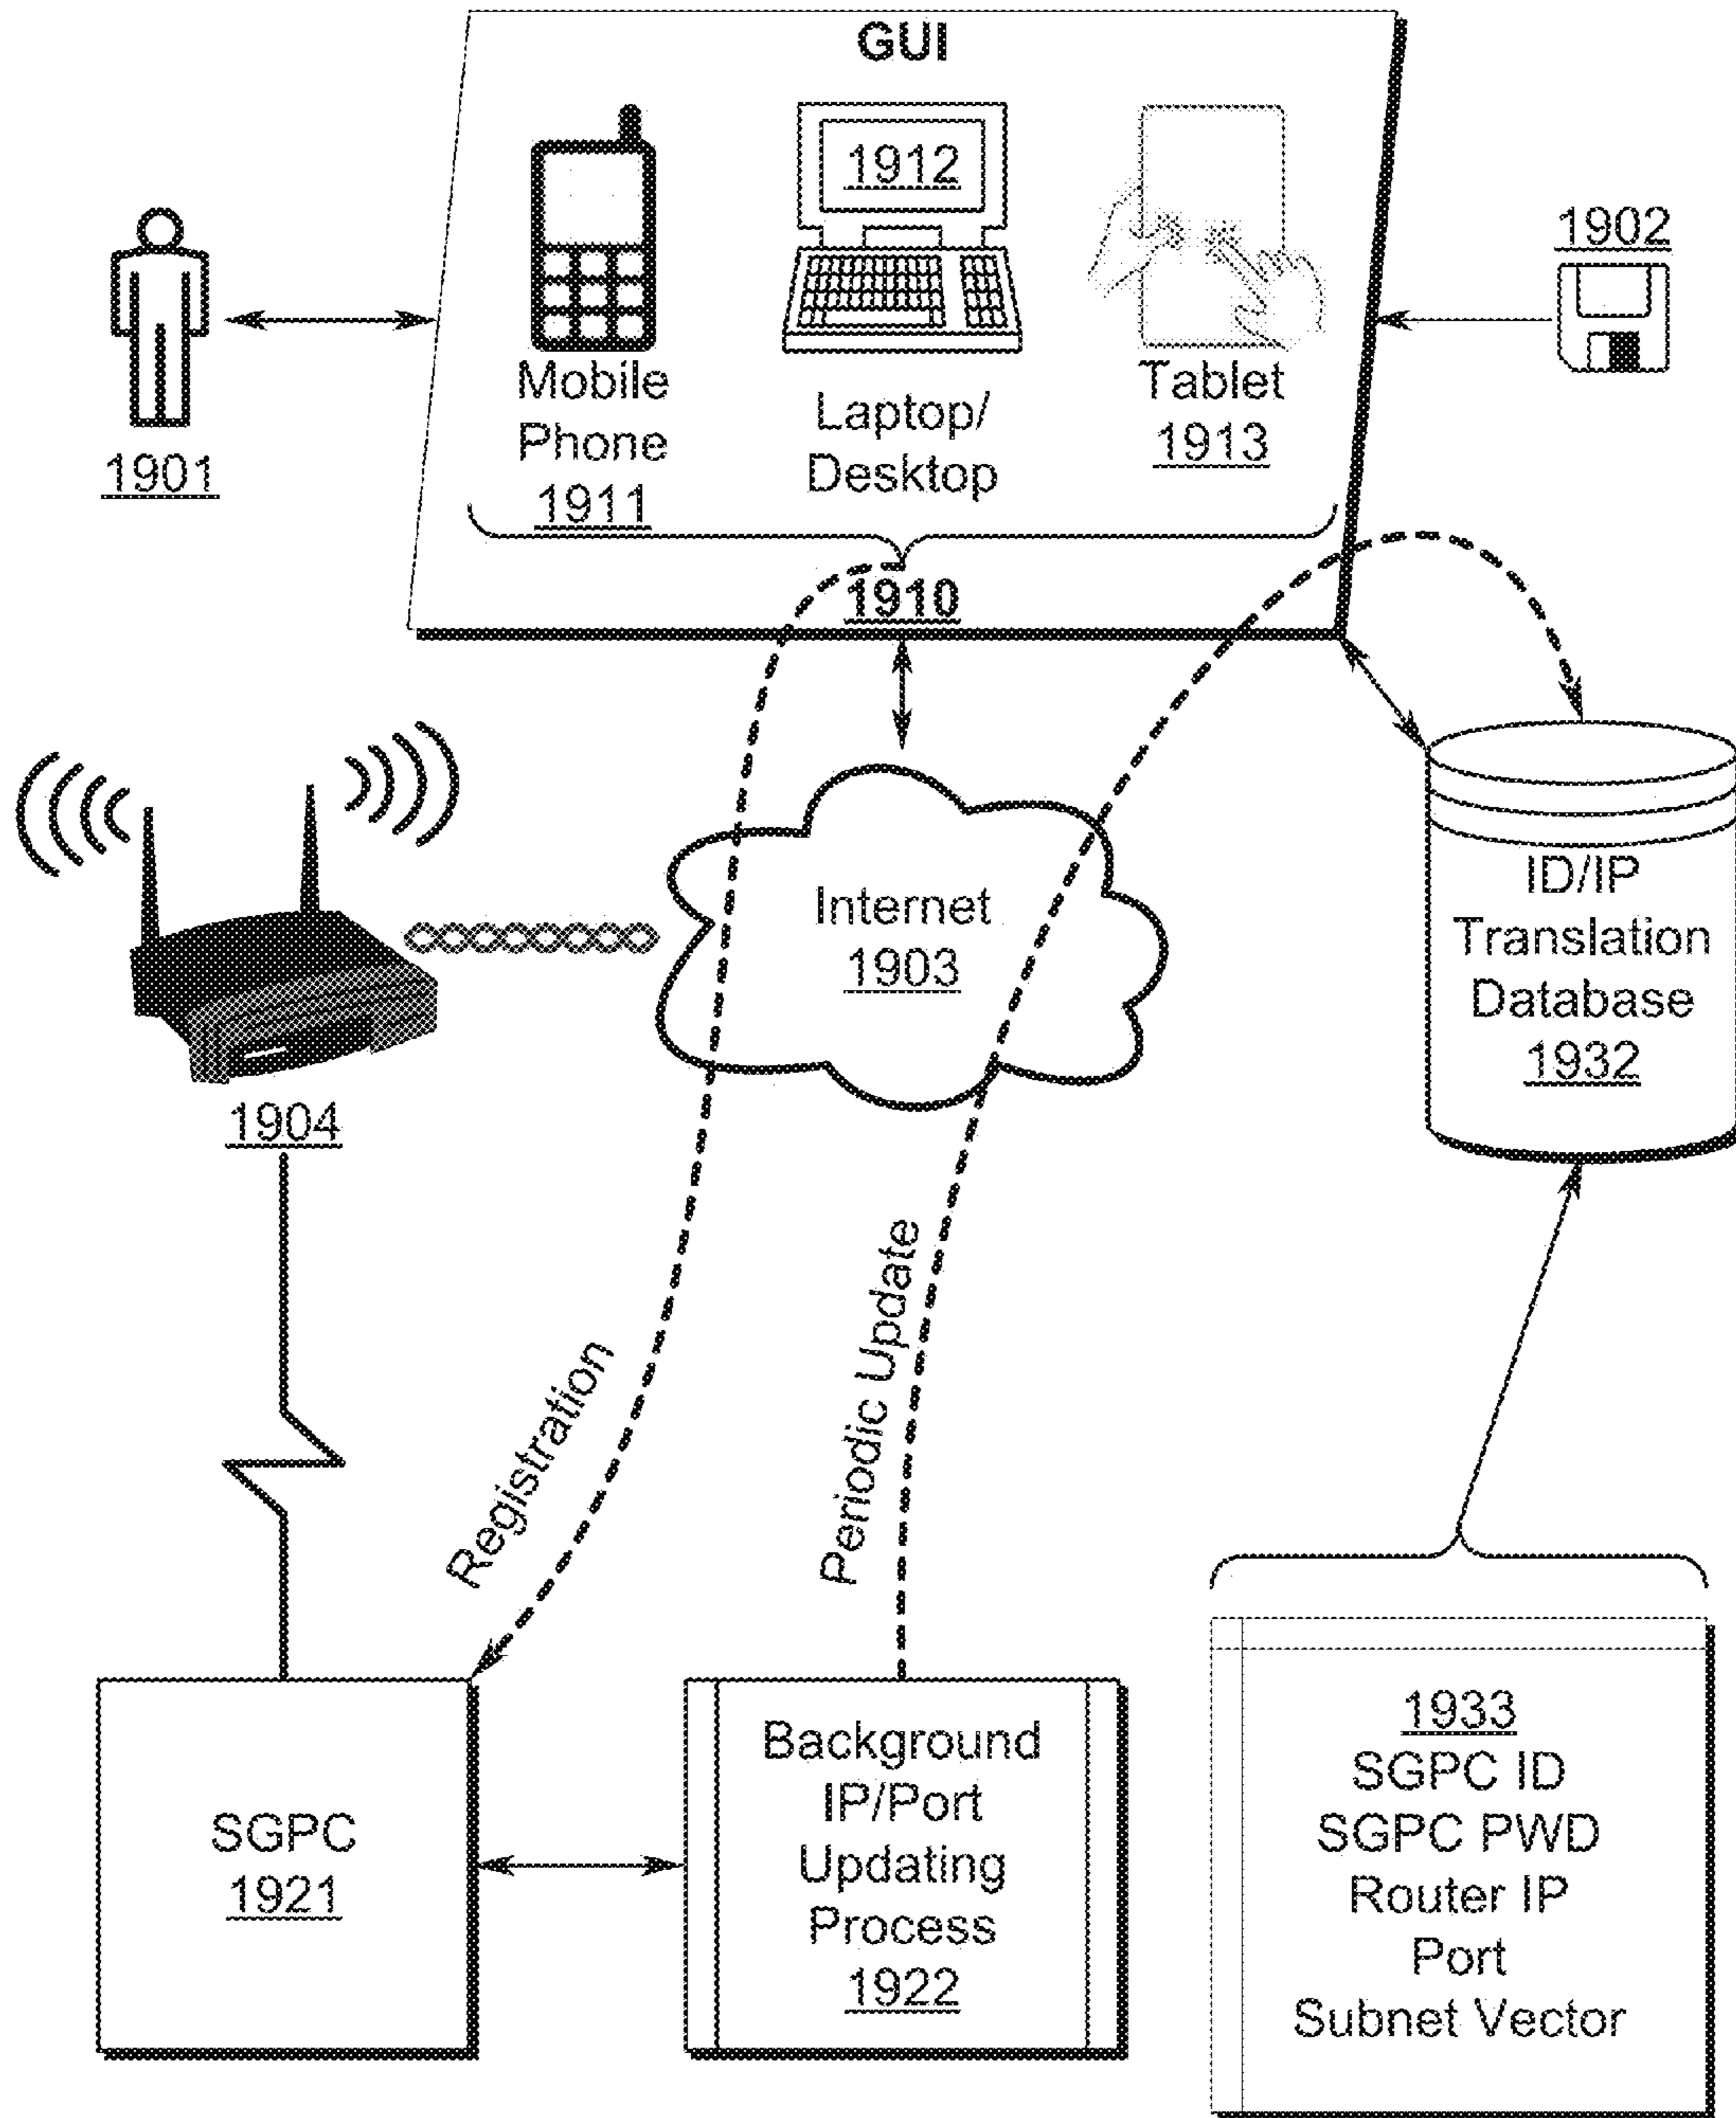 GUI
1912
1902
Mobile
Phone
1911
Laptop/
Desktop
Tablet
1913
1901
1910
Internet
1903
ID/IP
Translation
Database
1932
1904
Registration
Periodic Update
SGPC
1921
Background
IP/Port
Updating
Process
1922
1933
SGPC ID
SGPC PWD
Router IP
Port
Subnet Vector